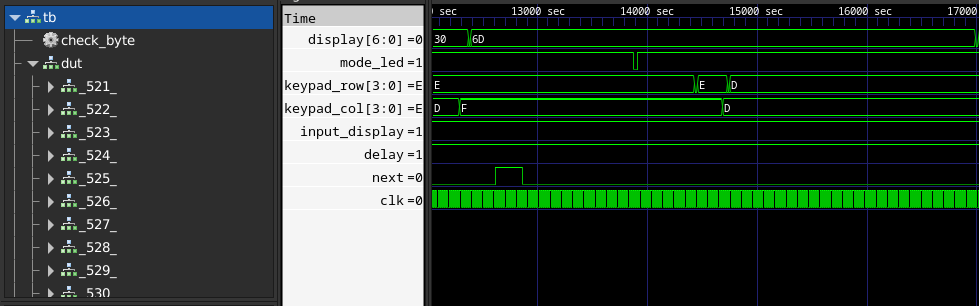 tb
check_byte
dut
_521_
_522_
_523_
_524_
_525_
_526_
_527_
_528_
_529_
_530_
Time
display[6:0]=0
mode_led=1
keypad_row[3:0]=E
keypad_col[3:0]=E
input_display=1
delay=1
next=0
clk=0
sec 13000 sec 14000 sec 15000 sec 16000 sec 17000
30 6D
E E D
D F D